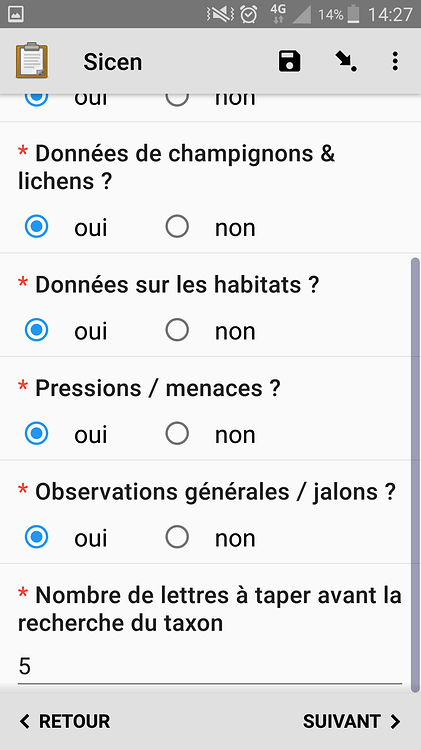 4G 14% 14:27
Sicen
oui non
* Données de champignons &
lichens ?
oui non
* Données sur les habitats ?
oui non
* Pressions / menaces ?
oui non
* Observations générales / jalons ?
oui non
* Nombre de lettres à taper avant la
recherche du taxon
5
RETOUR SUIVANT